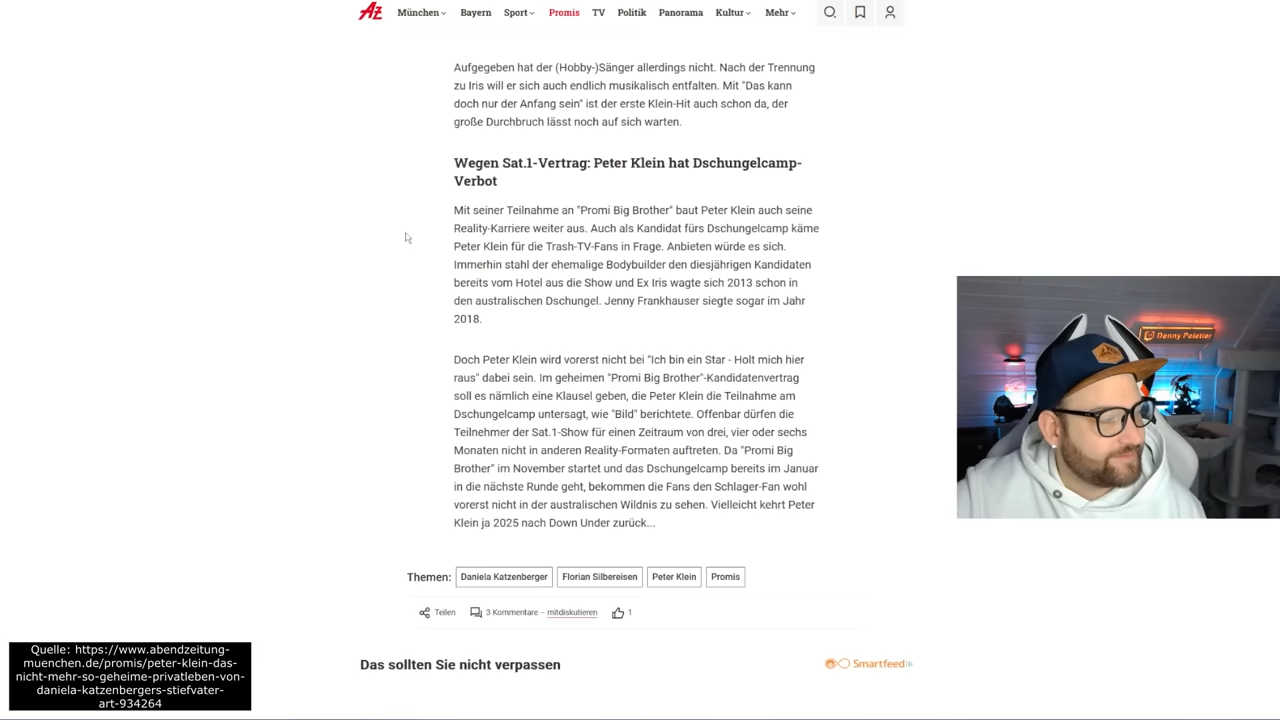 AZ
München Bayern Sport Promis TV Politik Panorama Kultur Mehr
Aufgegeben hat der (Hobby-)Sänger allerdings nicht. Nach der Trennung
zu Iris will er sich auch endlich musikalisch entfalten. Mit "Das kann
doch nur der Anfang sein" ist der erste Klein-Hit auch schon da, der
große Durchbruch lässt noch auf sich warten.
Wegen Sat.1-Vertrag: Peter Klein hat Dschungelcamp-
Verbot
Mit seiner Teilnahme an "Promi Big Brother" baut Peter Klein auch seine
Reality-Karriere weiter aus. Auch als Kandidat fürs Dschungelcamp käme
Peter Klein für die Trash-TV-Fans in Frage. Anbieten würde es sich.
Immerhin stahl der ehemalige Bodybuilder den diesjährigen Kandidaten
bereits vom Hotel aus die Show und Ex Iris wagte sich 2013 schon in
den australischen Dschungel. Jenny Frankhauser siegte sogar im Jahr
2018.
Doch Peter Klein wird vorerst nicht bei "Ich bin ein Star - Holt mich hier
raus" dabei sein. Im geheimen "Promi Big Brother"-Kandidatenvertrag
soll es nämlich eine Klausel geben, die Peter Klein die Teilnahme am
Dschungelcamp untersagt, wie "Bild" berichtete. Offenbar dürfen die
Teilnehmer der Sat.1-Show für einen Zeitraum von drei, vier oder sechs
Monaten nicht in anderen Reality-Formaten auftreten. Da "Promi Big
Brother" im November startet und das Dschungelcamp bereits im Januar
in die nächste Runde geht, bekommen die Fans den Schlager-Fan wohl
vorerst nicht in der australischen Wildnis zu sehen. Vielleicht kehrt Peter
Klein ja 2025 nach Down Under zurück...
Themen: Daniela Katzenberger Florian Silbereisen Peter Klein Promis
Teilen 3 Kommentare – mitdiskutieren 1
Das sollten Sie nicht verpassen Smartfeed
Danny Peletier
Quelle: https://www.abendzeitung-
muenchen.de/promis/peter-klein-das-
nicht-mehr-so-geheime-privatleben-von-
daniela-katzenbergers-stiefvater-
art-934264